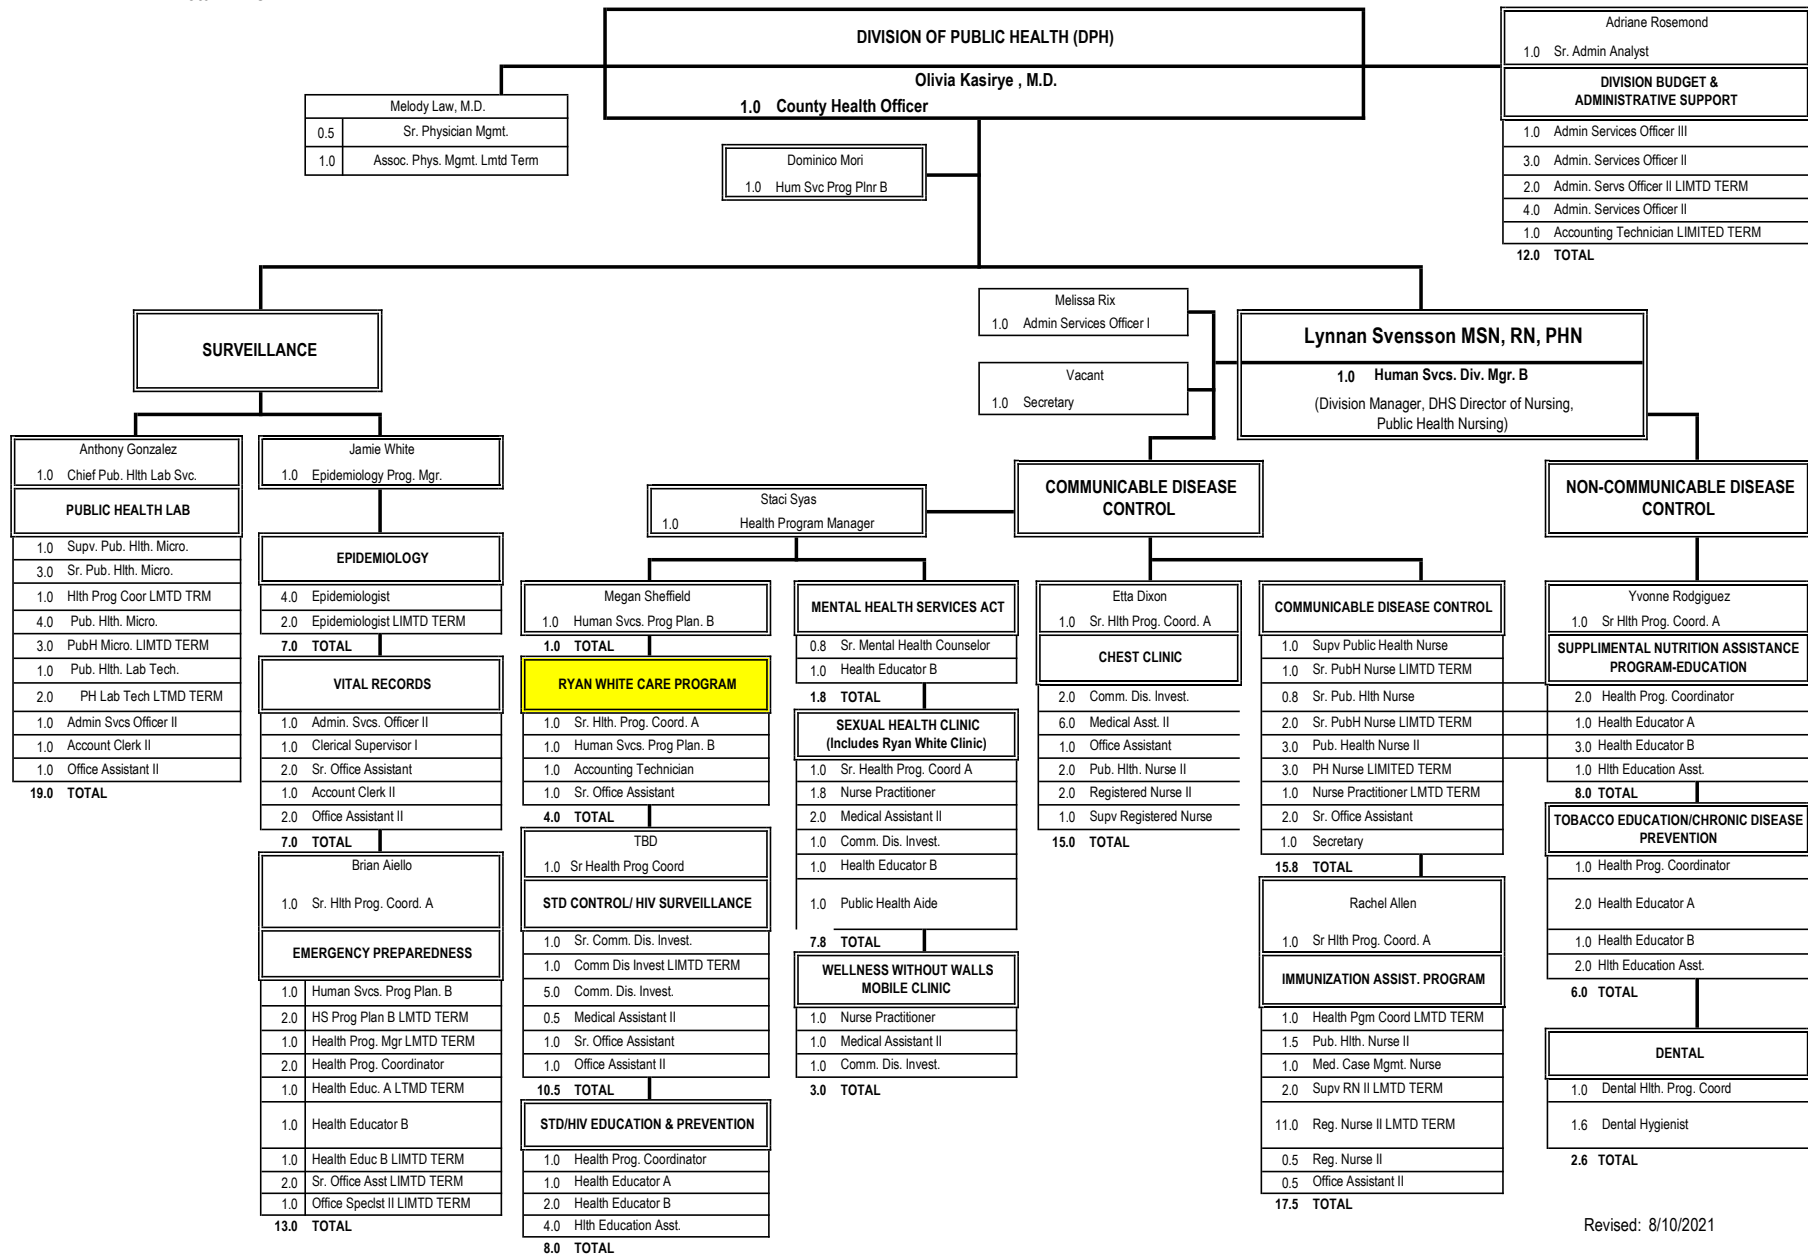 DIVISION OF PUBLIC HEALTH (DPH)
Olivia Kasirye , M.D.
1.0 County Health Officer
Adriane Rosemond
1.0 Sr. Admin Analyst
DIVISION BUDGET &
ADMINISTRATIVE SUPPORT
1.0 Admin Services Officer III
3.0 Admin. Services Officer II
2.0 Admin. Servs Officer II LIMTD TERM
4.0 Admin. Services Officer II
1.0 Accounting Technician LIMITED TERM
12.0 TOTAL
Melody Law, M.D.
0.5 Sr. Physician Mgmt.
1.0 Assoc. Phys. Mgmt. Lmtd Term
Dominico Mori
1.0 Hum Svc Prog Plnr B
SURVEILLANCE
Melissa Rix
1.0 Admin Services Officer I
Vacant
1.0 Secretary
Lynnan Svensson MSN, RN, PHN
1.0 Human Svcs. Div. Mgr. B
(Division Manager, DHS Director of Nursing,
Public Health Nursing)
Anthony Gonzalez
1.0 Chief Pub. Hlth Lab Svc.
PUBLIC HEALTH LAB
1.0 Supv. Pub. Hlth. Micro.
3.0 Sr. Pub. Hlth. Micro.
1.0 Hlth Prog Coor LMTD TRM
4.0 Pub. Hlth. Micro.
3.0 PubH Micro. LIMTD TERM
1.0 Pub. Hlth. Lab Tech.
2.0 PH Lab Tech LTMD TERM
1.0 Admin Svcs Officer II
1.0 Account Clerk II
1.0 Office Assistant II
19.0 TOTAL
Jamie White
1.0 Epidemiology Prog. Mgr.
EPIDEMIOLOGY
4.0 Epidemiologist
2.0 Epidemiologist LIMTD TERM
7.0 TOTAL
VITAL RECORDS
1.0 Admin. Svcs. Officer II
1.0 Clerical Supervisor I
2.0 Sr. Office Assistant
1.0 Account Clerk II
2.0 Office Assistant II
7.0 TOTAL
Brian Aiello
1.0 Sr. Hlth Prog. Coord. A
EMERGENCY PREPAREDNESS
1.0 Human Svcs. Prog Plan. B
2.0 HS Prog Plan B LMTD TERM
1.0 Health Prog. Mgr LMTD TERM
2.0 Health Prog. Coordinator
1.0 Health Educ. A LTMD TERM
1.0 Health Educator B
1.0 Health Educ B LIMTD TERM
2.0 Sr. Office Asst LIMTD TERM
1.0 Office Speclst II LIMTD TERM
13.0 TOTAL
COMMUNICABLE DISEASE
CONTROL
Staci Syas
1.0 Health Program Manager
Megan Sheffield
1.0 Human Svcs. Prog Plan. B
1.0 TOTAL
RYAN WHITE CARE PROGRAM
1.0 Sr. Hlth. Prog. Coord. A
1.0 Human Svcs. Prog Plan. B
1.0 Accounting Technician
1.0 Sr. Office Assistant
4.0 TOTAL
TBD
1.0 Sr Health Prog Coord
STD CONTROL/ HIV SURVEILLANCE
1.0 Sr. Comm. Dis. Invest.
1.0 Comm Dis Invest LIMTD TERM
5.0 Comm. Dis. Invest.
0.5 Medical Assistant II
1.0 Sr. Office Assistant
1.0 Office Assistant II
10.5 TOTAL
STD/HIV EDUCATION & PREVENTION
1.0 Health Prog. Coordinator
1.0 Health Educator A
2.0 Health Educator B
4.0 Hlth Education Asst.
8.0 TOTAL
MENTAL HEALTH SERVICES ACT
0.8 Sr. Mental Health Counselor
1.0 Health Educator B
1.8 TOTAL
SEXUAL HEALTH CLINIC
(Includes Ryan White Clinic)
1.0 Sr. Health Prog. Coord A
1.8 Nurse Practitioner
2.0 Medical Assistant II
1.0 Comm. Dis. Invest.
1.0 Health Educator B
1.0 Public Health Aide
7.8 TOTAL
WELLNESS WITHOUT WALLS
MOBILE CLINIC
1.0 Nurse Practitioner
1.0 Medical Assistant II
1.0 Comm. Dis. Invest.
3.0 TOTAL
Etta Dixon
1.0 Sr. Hlth Prog. Coord. A
CHEST CLINIC
2.0 Comm. Dis. Invest.
6.0 Medical Asst. II
1.0 Office Assistant
2.0 Pub. Hlth. Nurse II
2.0 Registered Nurse II
1.0 Supv Registered Nurse
15.0 TOTAL
COMMUNICABLE DISEASE CONTROL
1.0 Supv Public Health Nurse
1.0 Sr. PubH Nurse LIMTD TERM
0.8 Sr. Pub. Hlth Nurse
2.0 Sr. PubH Nurse LIMTD TERM
3.0 Pub. Health Nurse II
3.0 PH Nurse LIMITED TERM
1.0 Nurse Practitioner LMTD TERM
2.0 Sr. Office Assistant
1.0 Secretary
15.8 TOTAL
Rachel Allen
1.0 Sr Hlth Prog. Coord. A
IMMUNIZATION ASSIST. PROGRAM
1.0 Health Pgm Coord LMTD TERM
1.5 Pub. Hlth. Nurse II
1.0 Med. Case Mgmt. Nurse
2.0 Supv RN II LMTD TERM
11.0 Reg. Nurse II LMTD TERM
0.5 Reg. Nurse II
0.5 Office Assistant II
17.5 TOTAL
NON-COMMUNICABLE DISEASE
CONTROL
Yvonne Rodgiguez
1.0 Sr Hlth Prog. Coord. A
SUPPLIMENTAL NUTRITION ASSISTANCE
PROGRAM-EDUCATION
2.0 Health Prog. Coordinator
1.0 Health Educator A
3.0 Health Educator B
1.0 Hlth Education Asst.
8.0 TOTAL
TOBACCO EDUCATION/CHRONIC DISEASE
PREVENTION
1.0 Health Prog. Coordinator
2.0 Health Educator A
1.0 Health Educator B
2.0 Hlth Education Asst.
6.0 TOTAL
DENTAL
1.0 Dental Hlth. Prog. Coord
1.6 Dental Hygienist
2.6 TOTAL
Revised: 8/10/2021